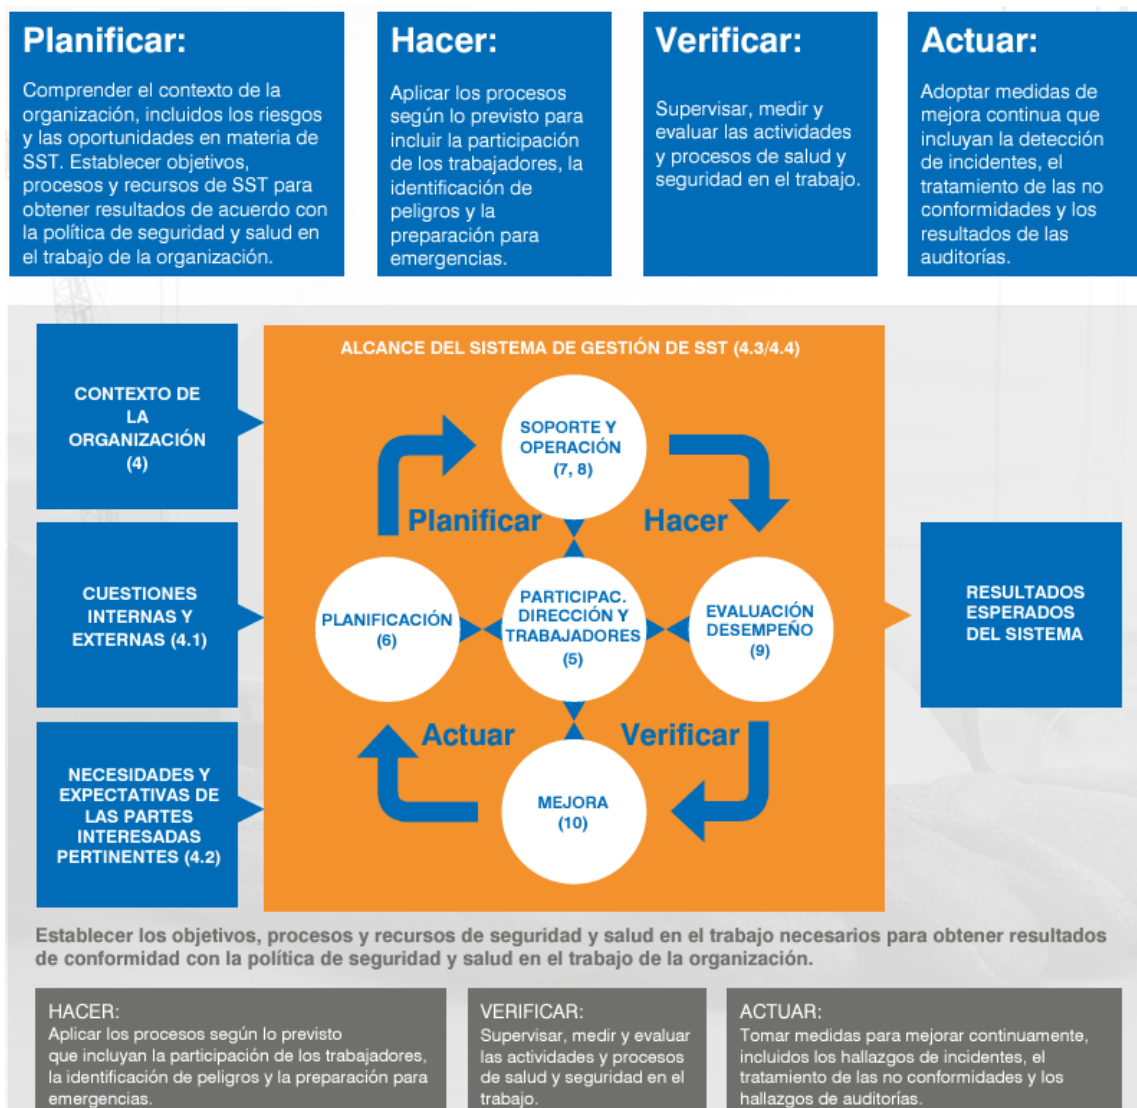 Planificar:
Comprender el contexto de la
organización, incluidos los riesgos
y las oportunidades en materia de
SST. Establecer objetivos,
procesos y recursos de SST para
obtener resultados de acuerdo con
la política de seguridad y salud en
el trabajo de la organización.
Hacer:
Aplicar los procesos
según lo previsto para
incluir la participación
de los trabajadores, la
identificación de
peligros y la
preparación para
emergencias.
Verificar:
Supervisar, medir y
evaluar las actividades
y procesos de salud y
seguridad en el trabajo.
Actuar:
Adoptar medidas de
mejora continua que
incluyan la detección
de incidentes, el
tratamiento de las no
conformidades y los
resultados de las
auditorías.
CONTEXTO DE
LA
ORGANIZACIÓN
(4)
CUESTIONES
INTERNAS Y
EXTERNAS (4.1)
NECESIDADES Y
EXPECTATIVAS DE
LAS PARTES
INTERESADAS
PERTINENTES (4.2)
ALCANCE DEL SISTEMA DE GESTIÓN DE SST (4.3/4.4)
SOPORTE Y
OPERACIÓN
(7, 8)
Planificar
Hacer
PLANIFICACIÓN
(6)
PARTICIPAC.
DIRECCIÓN Y
TRABAJADORES
(5)
EVALUACIÓN
DESEMPEÑO
(9)
Actuar
Verificar
MEJORA
(10)
RESULTADOS
ESPERADOS
DEL SISTEMA
Establecer los objetivos, procesos y recursos de seguridad y salud en el trabajo necesarios para obtener resultados
de conformidad con la política de seguridad y salud en el trabajo de la organización.
HACER:
Aplicar los procesos según lo previsto
que incluyan la participación de los trabajadores,
la identificación de peligros y la preparación para
emergencias.
VERIFICAR:
Supervisar, medir y evaluar
las actividades y procesos
de salud y seguridad en el
trabajo.
ACTUAR:
Tomar medidas para mejorar continuamente,
incluidos los hallazgos de incidentes, el
tratamiento de las no conformidades y los
hallazgos de auditorías.